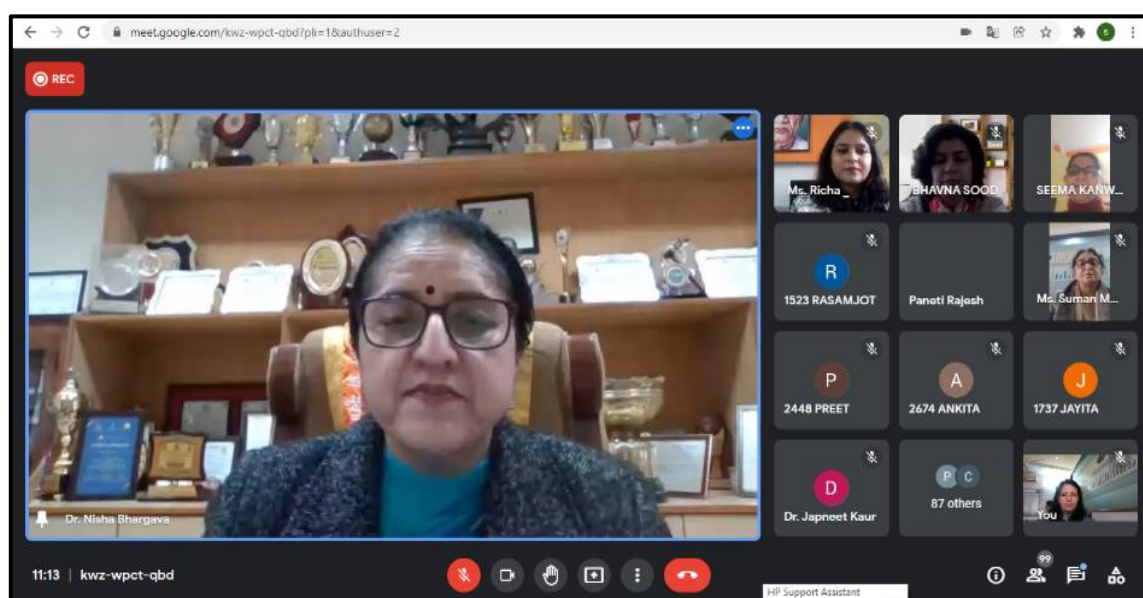 meet.google.com/kwz-wpct-qbd?pli=1&authuser=2
S
REC
Ms. Richa _
BHAVNA SOOD
SEEMA KANW...
R
1523 RASAMJOT
Paneti Rajesh
Ms. Suman M...
P
2448 PREET
A
2674 ANKITA
J
1737 JAYITA
D
Dr. Japneet Kaur
P C
87 others
You
Dr. Nisha Bhargava
11:13 | kwz-wpct-qbd
99
HP Support Assistant